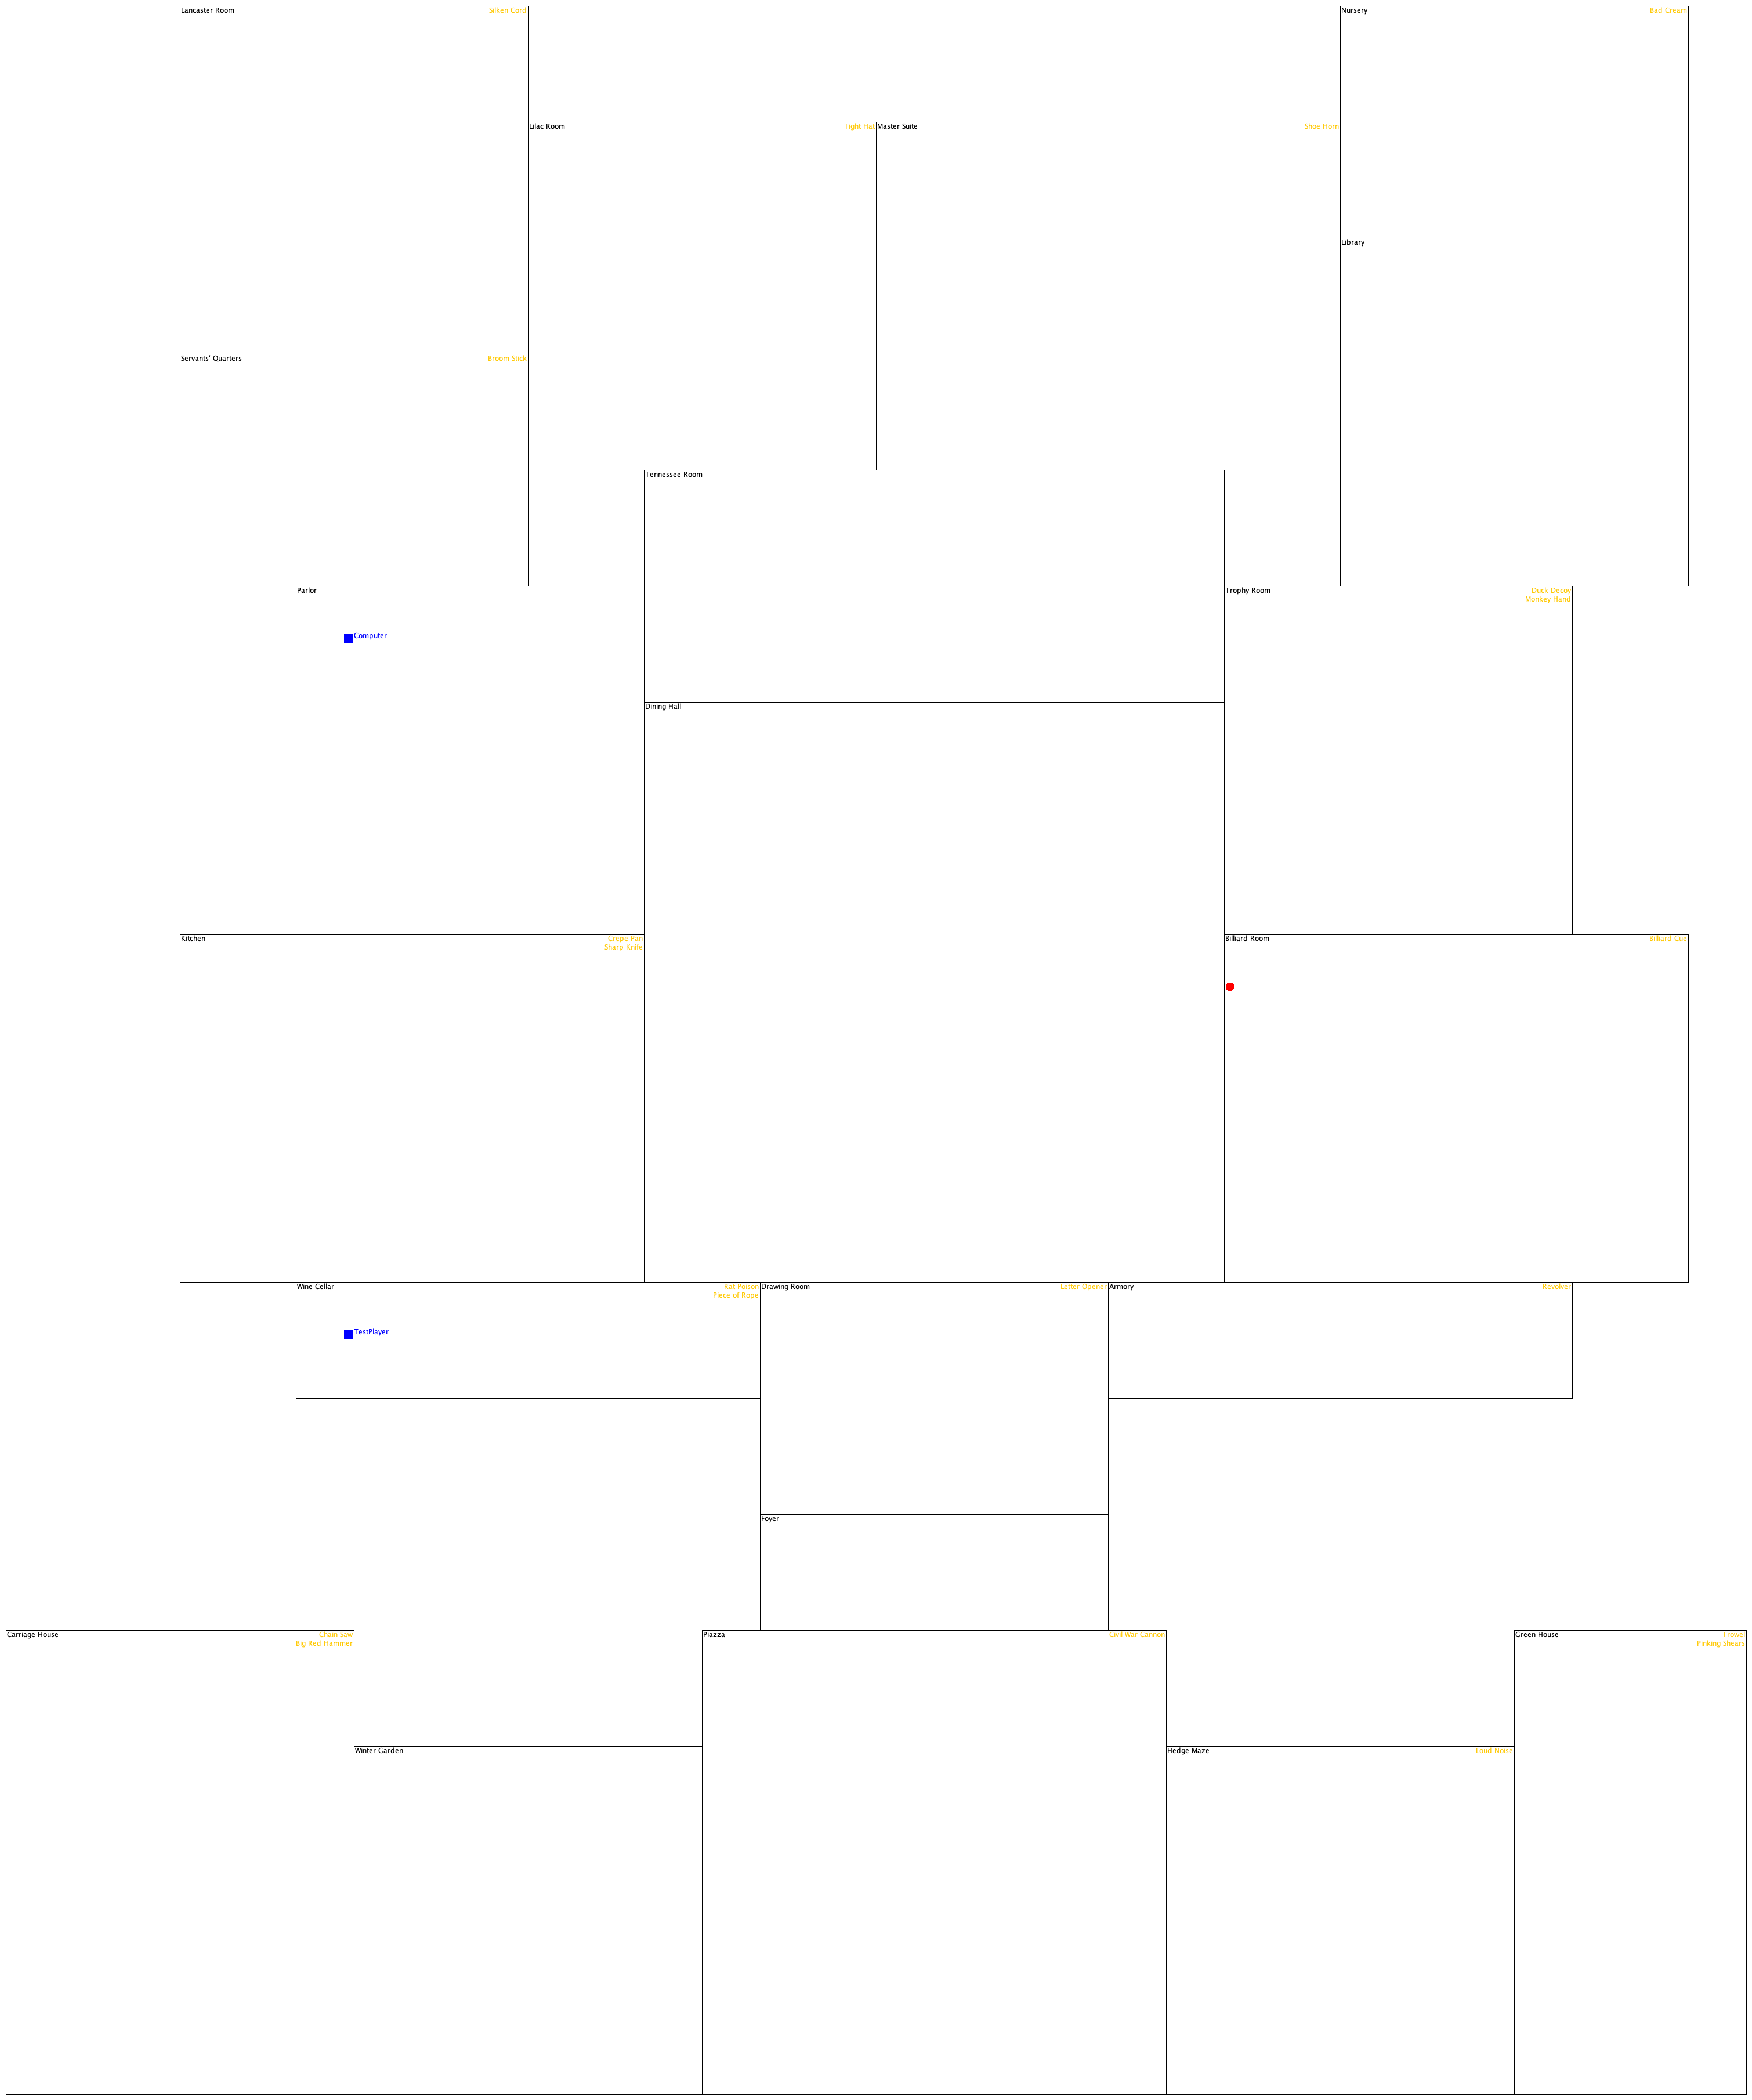 Lancaster Room
Silken Cord
Nursery
Bad Cream
Lilac Room
Tight Hat
Master Suite
Shoe Horn
Library
Servants' Quarters
Broom Stick
Tennessee Room
Parlor
Trophy Room
Duck Decoy
Monkey Hand
Computer
Dining Hall
Kitchen
Crepe Pan
Sharp Knife
Billiard Room
Billiard Cue
Wine Cellar
Rat Poison
Piece of Rope
Drawing Room
Letter Opener
Armory
Revolver
TestPlayer
Foyer
Carriage House
Chain Saw
Big Red Hammer
Piazza
Civil War Cannon
Green House
Trowel
Pinking Shears
Winter Garden
Hedge Maze
Loud Noise